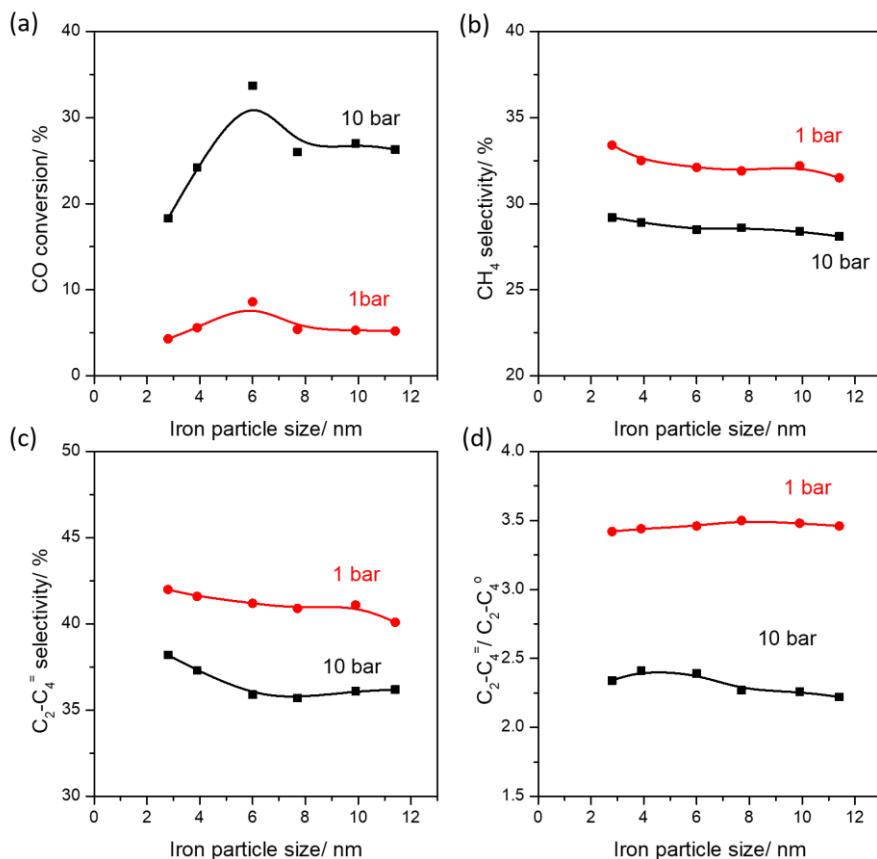 (a)
40
30
20
10
0
CO conversion/ %
10 bar
1bar
0 2 4 6 8 10 12
Iron particle size/ nm
(b)
40
35
30
25
20
CH₄ selectivity/ %
1 bar
10 bar
0 2 4 6 8 10 12
Iron particle size/ nm
(c)
50
45
40
35
30
C₂-C₄⁼ selectivity/ %
1 bar
10 bar
0 2 4 6 8 10 12
Iron particle size/ nm
(d)
4.0
3.5
3.0
2.5
2.0
1.5
C₂-C₄⁼/ C₂-C₄º
1 bar
10 bar
0 2 4 6 8 10 12
Iron particle size/ nm